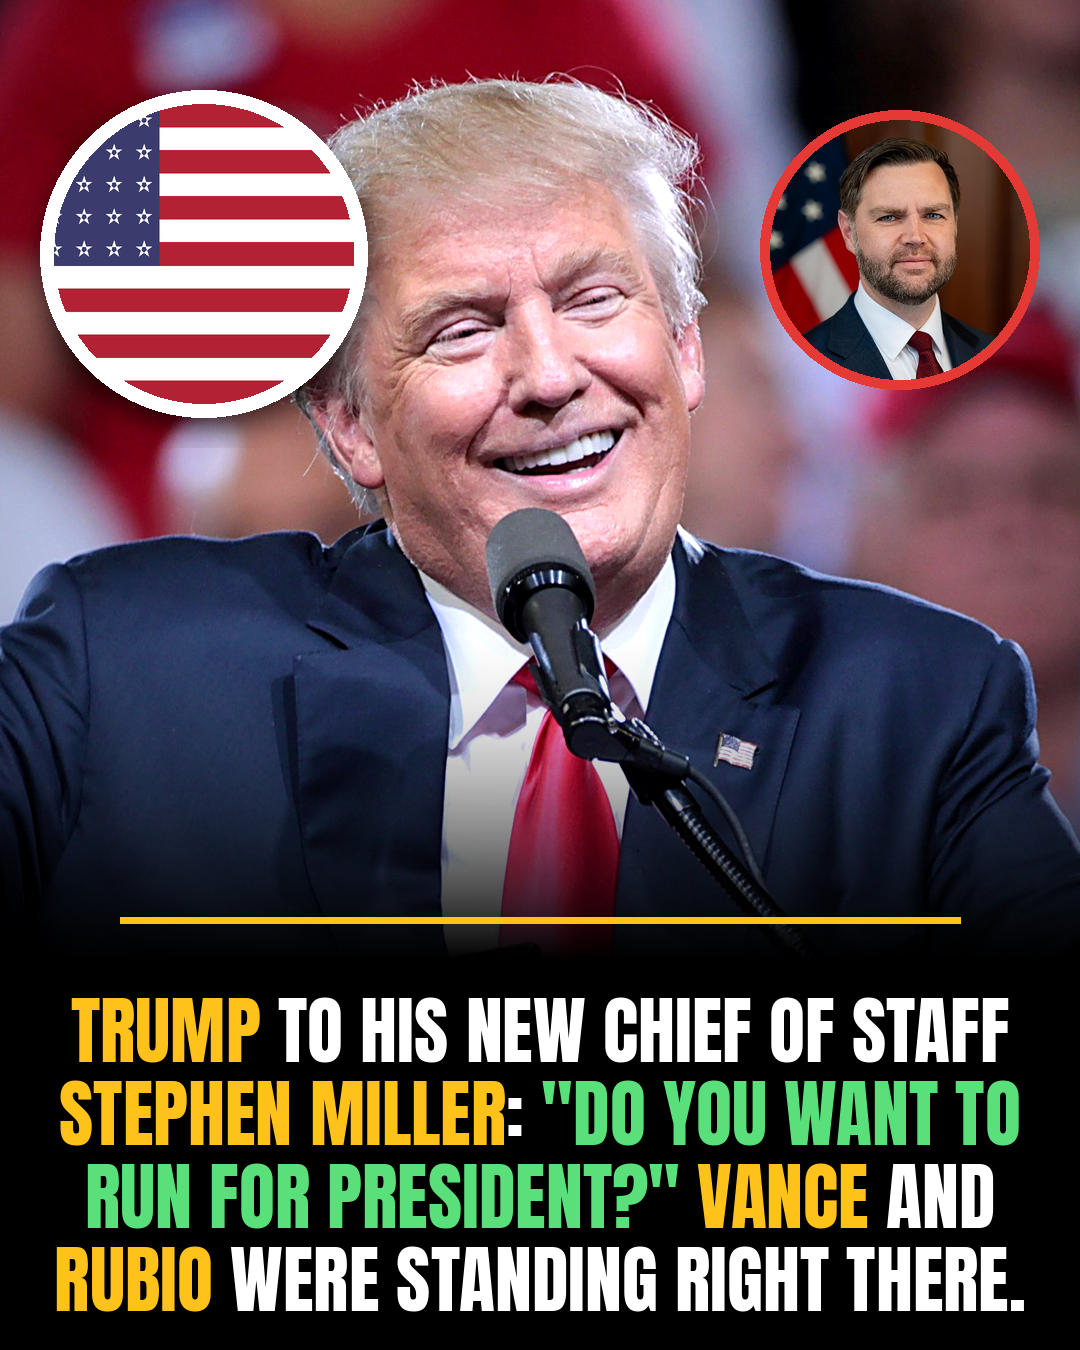 TRUMP TO HIS NEW CHIEF OF STAFF
STEPHEN MILLER: "DO YOU WANT TO
RUN FOR PRESIDENT?" VANCE AND
RUBIO WERE STANDING RIGHT THERE.